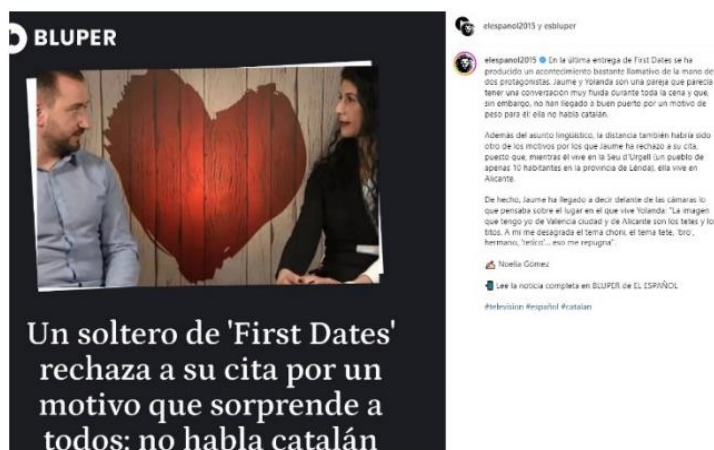 BLUPER
Un soltero de 'First Dates'
rechaza a su cita por un
motivo que sorprende a
todos: no habla catalán
elespanol2015 y esbluper
elespanol2015 En la última entrega de First Dates se ha
producido un acontecimiento bastante llamativo de la mano de
dos protagonistas. Jaume y Yolanda son una pareja que parecía
tener una conversación muy fluida durante toda la cena y que,
sin embargo, no han llegado a buen puerto por un motivo de
peso para él: ella no habla catalán.
Además del asunto lingüístico, la distancia también habría sido
otro de los motivos por los que Jaume ha rechazo a su cita,
puesto que, mientras él vive en la Seu d'Urgell (un pueblo de
apenas 10 habitantes en la provincia de Lérida), ella vive en
Alicante.
De hecho, Jaume ha llegado a decir delante de las cámaras lo
que pensaba sobre el lugar en el que vive Yolanda: "La imagen
que tengo yo de Valencia ciudad y de Alicante son los tetes y los
titos. A mí me desagrada el tema choni, el tema tete, 'bro',
hermano, 'tetico'... eso me repugna".
Noelia Gómez
Lee la noticia completa en BLUPER de EL ESPAÑOL
#television #español #catalan